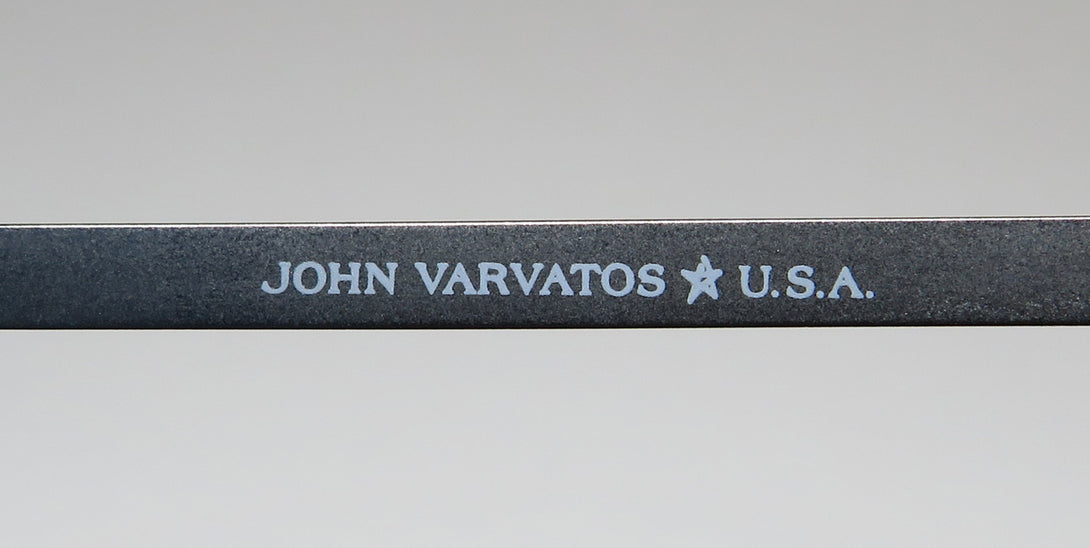 JOHN VARVATOS ★ U.S.A.